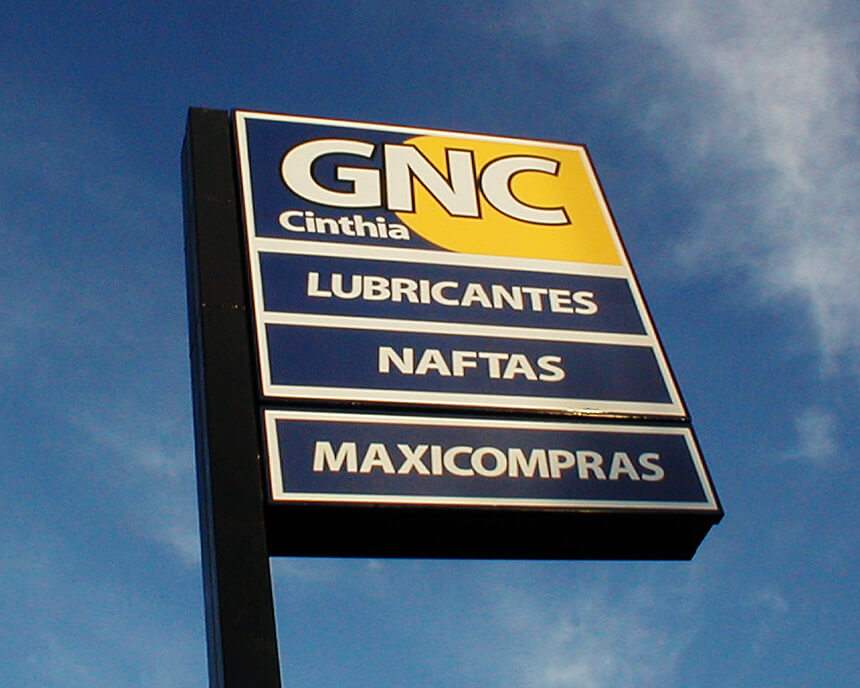 GNC
Cinthia
LUBRICANTES
NAFTAS
MAXICOMPRAS